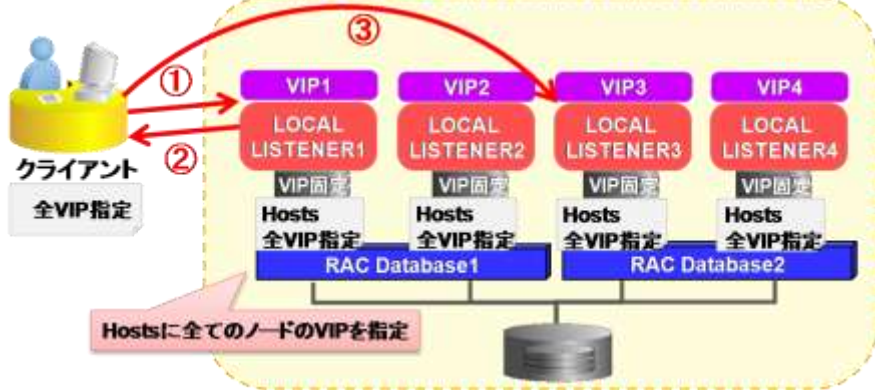 ③
①
②
クライアント
全VIP指定
VIP1
VIP2
VIP3
VIP4
LOCAL
LISTENER1
LOCAL
LISTENER2
LOCAL
LISTENER3
LOCAL
LISTENER4
VIP固定
VIP固定
VIP固定
VIP固定
Hosts
全VIP指定
Hosts
全VIP指定
Hosts
全VIP指定
Hosts
全VIP指定
RAC Database1
RAC Database2
Hostsに全てのノードのVIPを指定